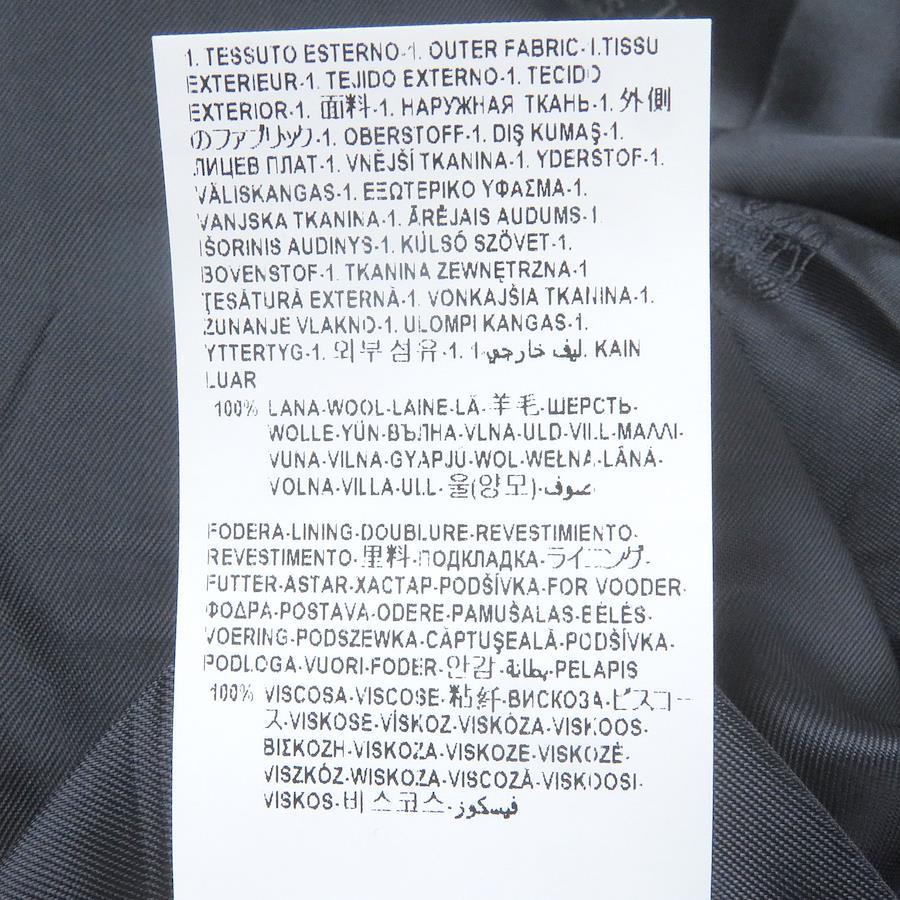 1. TESSUTO ESTERNO-1. OUTER FABRIC-1.TISSU
EXTERIEUR-1. TEJIDO EXTERNO-1. TECIDO
EXTERIOR-1. 面料-1. НАРУЖНАЯ ТКАНЬ-1. 外側
のファブリック-1. OBERSTOFF-1. DIŞ KUMAŞ-1.
ЛИЦЕВ ПЛАТ-1. VNĚJŠÍ TKANINA-1. YDERSTOF-1.
VÄLISKANGAS-1. ΕΞΩΤΕΡΙΚΟ ΥΦΑΣΜΑ-1.
VANJSKA TKANINA-1. ĀRĒJAIS AUDUMS-1
IŠORINIS AUDINYS-1. KÜLSŐ SZÖVET-1.
BOVENSTOF-1. TKANINA ZEWNĘTRZNA-1
ŢESĂTURĂ EXTERNĂ-1. VONKAJŠIA TKANINA-1.
ZUNANJE VLAKNO-1. ULOMPI KANGAS-1.
YTTERTYG-1. 외부 섬유-1. 1-ليف خارجي. KAIN
LUAR
100% LANA-WOOL-LAINE-LÃ-羊毛-ШЕРСТЬ-
WOLLE-YÜN-ВЪЛНА-VLNA-ULD-VILL-ΜΑΛΛΙ-
VUNA-VILNA-GYAPJÚ-WOL-WEŁNA-LÂNĂ-
VOLNA-VILLA-ULL-울(양모)-صوف-
FODERA-LINING-DOUBLURE-REVESTIMIENTO-
REVESTIMENTO-里料-ПОДКЛАДКА-ライニング-
FUTTER-ASTAR-ХАСТАР-PODŠÍVKA-FOR VOODER-
ΦΟΔΡΑ-POSTAVA-ODERE-PAMUŠALAS-BÉLÉS-
VOERING-PODSZEWKA-CĂPTUŞEALĂ-PODŠÍVKA-
PODLOGA-VUORI-FODER-안감-بطانة-PELAPIS
100% VISCOSA-VISCOSE-粘纤-ВИСКОЗА-ビスコー
ス-VISKOSE-VİSKOZ-VISKÓZA-VISKOOS-
ΒΙΣΚΟΖΗ-VISKOZA-VISKOZE-VISKOZĖ-
VISZKÓZ-WISKOZA-VISCOZĂ-VISKOOSI-
VISKOS-비스코스-فيسكوز